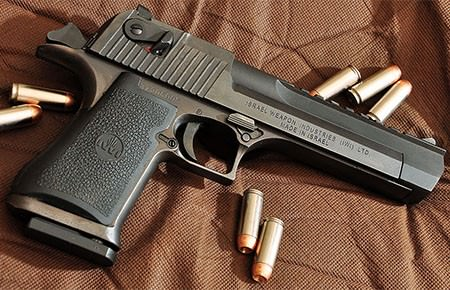 ISRAEL WEAPON INDUSTRIES (IWI) LTD.
MADE IN ISRAEL